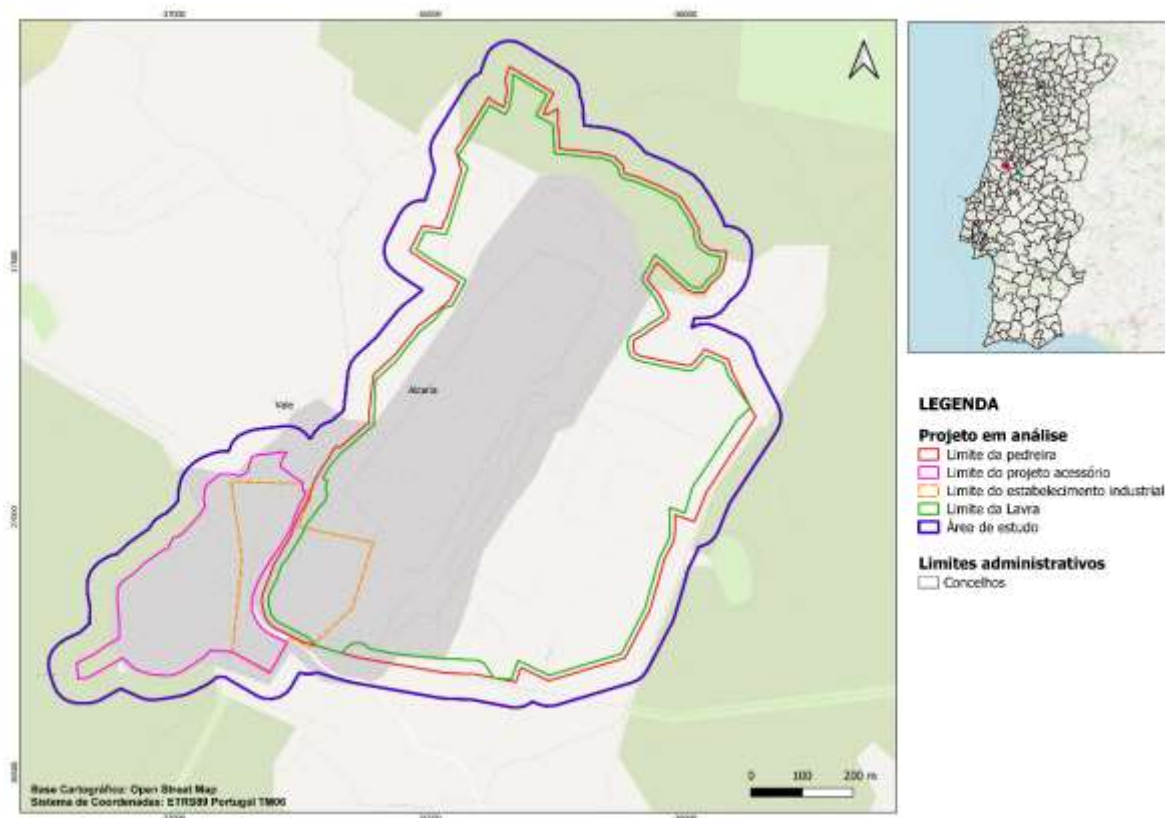 Vale
Alcaria
Base Cartográfica: Open Street Map
Sistema de Coordenadas: ETRS89 Portugal TM06
0 100 200 m
LEGENDA
Projeto em análise
Limite da pedreira
Limite do projeto acessório
Limite do estabelecimento industrial
Limite da Lavra
Área de estudo
Limites administrativos
Concelhos